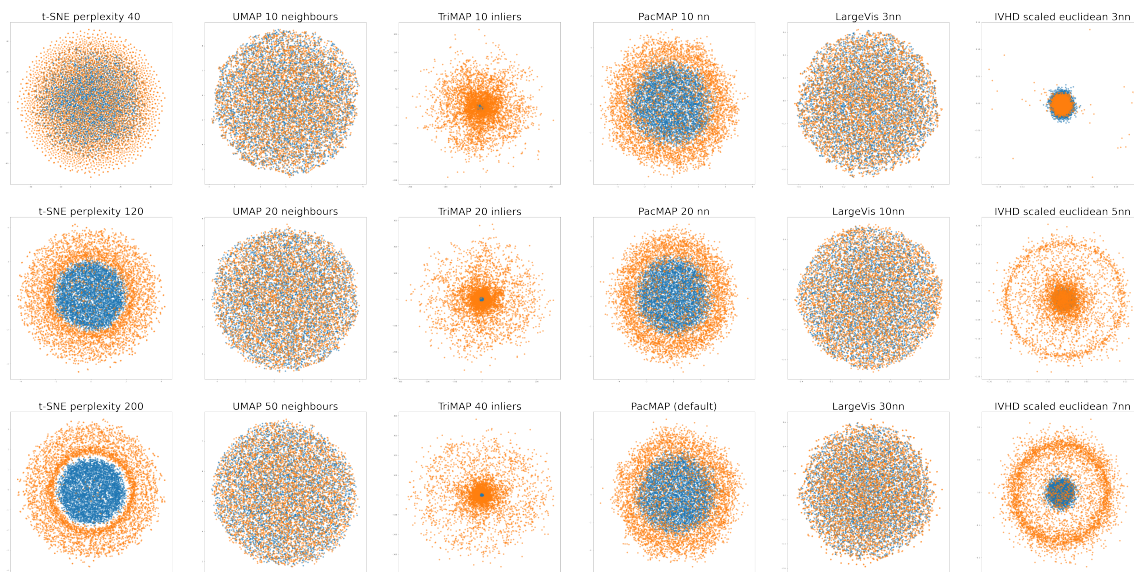 t-SNE perplexity 40
UMAP 10 neighbours
TriMAP 10 inliers
PacMAP 10 nn
LargeVis 3nn
IVHD scaled euclidean 3nn
t-SNE perplexity 120
UMAP 20 neighbours
TriMAP 20 inliers
PacMAP 20 nn
LargeVis 10nn
IVHD scaled euclidean 5nn
t-SNE perplexity 200
UMAP 50 neighbours
TriMAP 40 inliers
PacMAP (default)
LargeVis 30nn
IVHD scaled euclidean 7nn